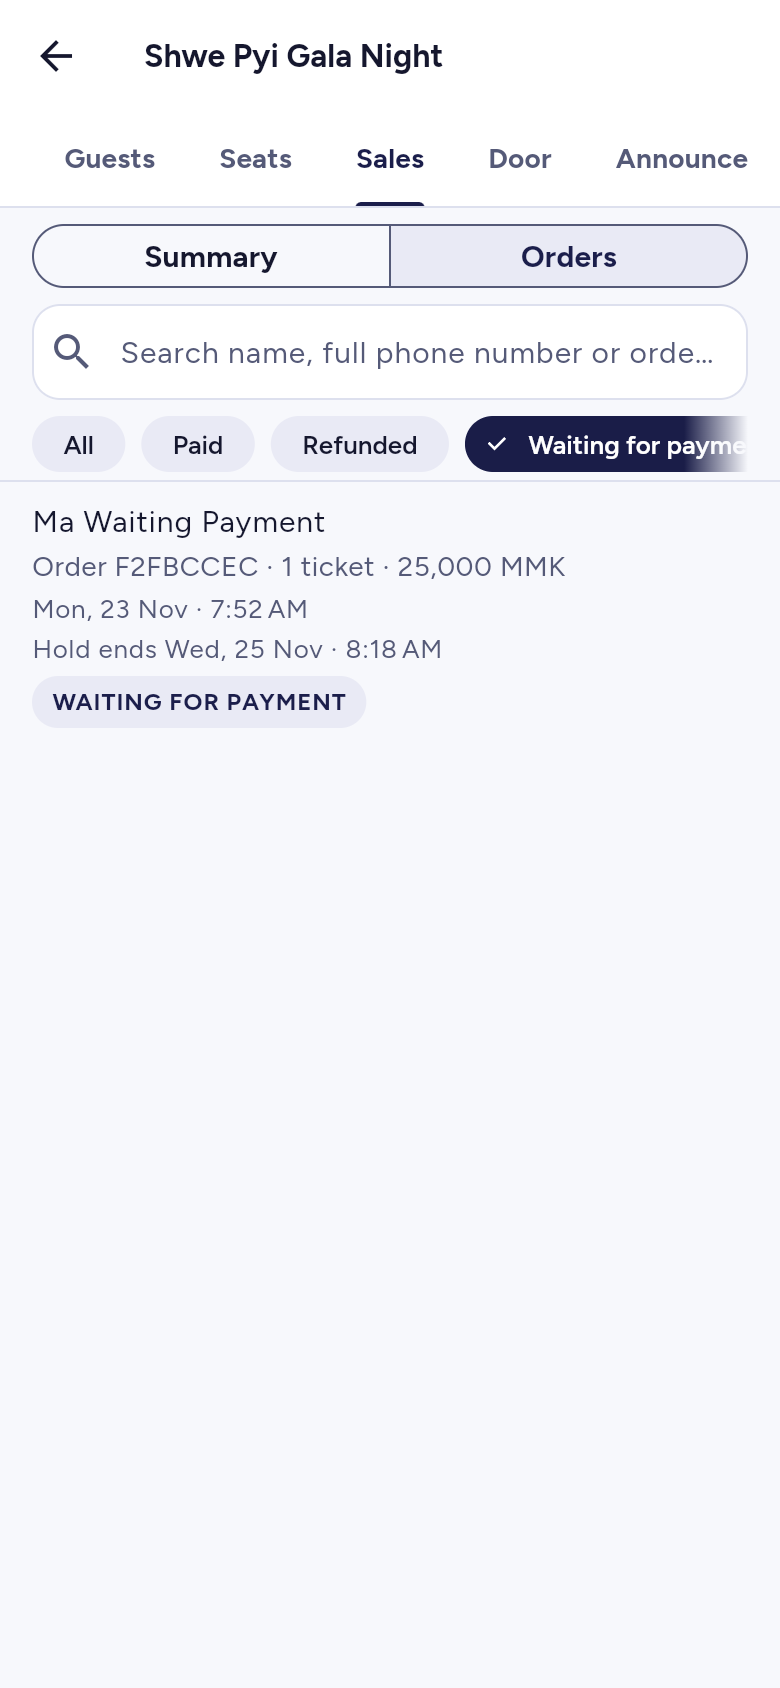 Shwe Pyi Gala Night
Guests Seats Sales Door Announce
Summary Orders
Search name, full phone number or orde...
All Paid Refunded Waiting for payme
Ma Waiting Payment
Order F2FBCCEC · 1 ticket · 25,000 MMK
Mon, 23 Nov · 7:52 AM
Hold ends Wed, 25 Nov · 8:18 AM
WAITING FOR PAYMENT